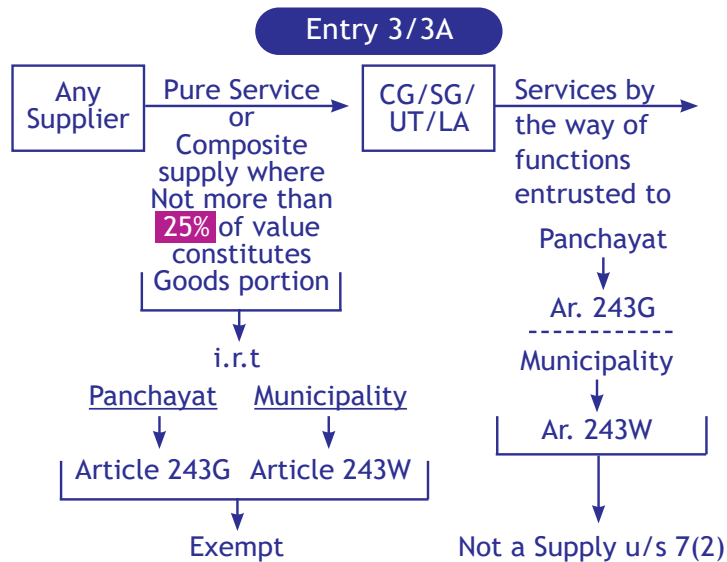 Entry 3/3A
Any
Supplier
Pure Service
or
Composite
supply where
Not more than
25% of value
constitutes
Goods portion
i.r.t
Panchayat
Municipality
Article 243G
Article 243W
Exempt
CG/SG/
UT/LA
Services by
the way of
functions
entrusted to
Panchayat
Ar. 243G
Municipality
Ar. 243W
Not a Supply u/s 7(2)